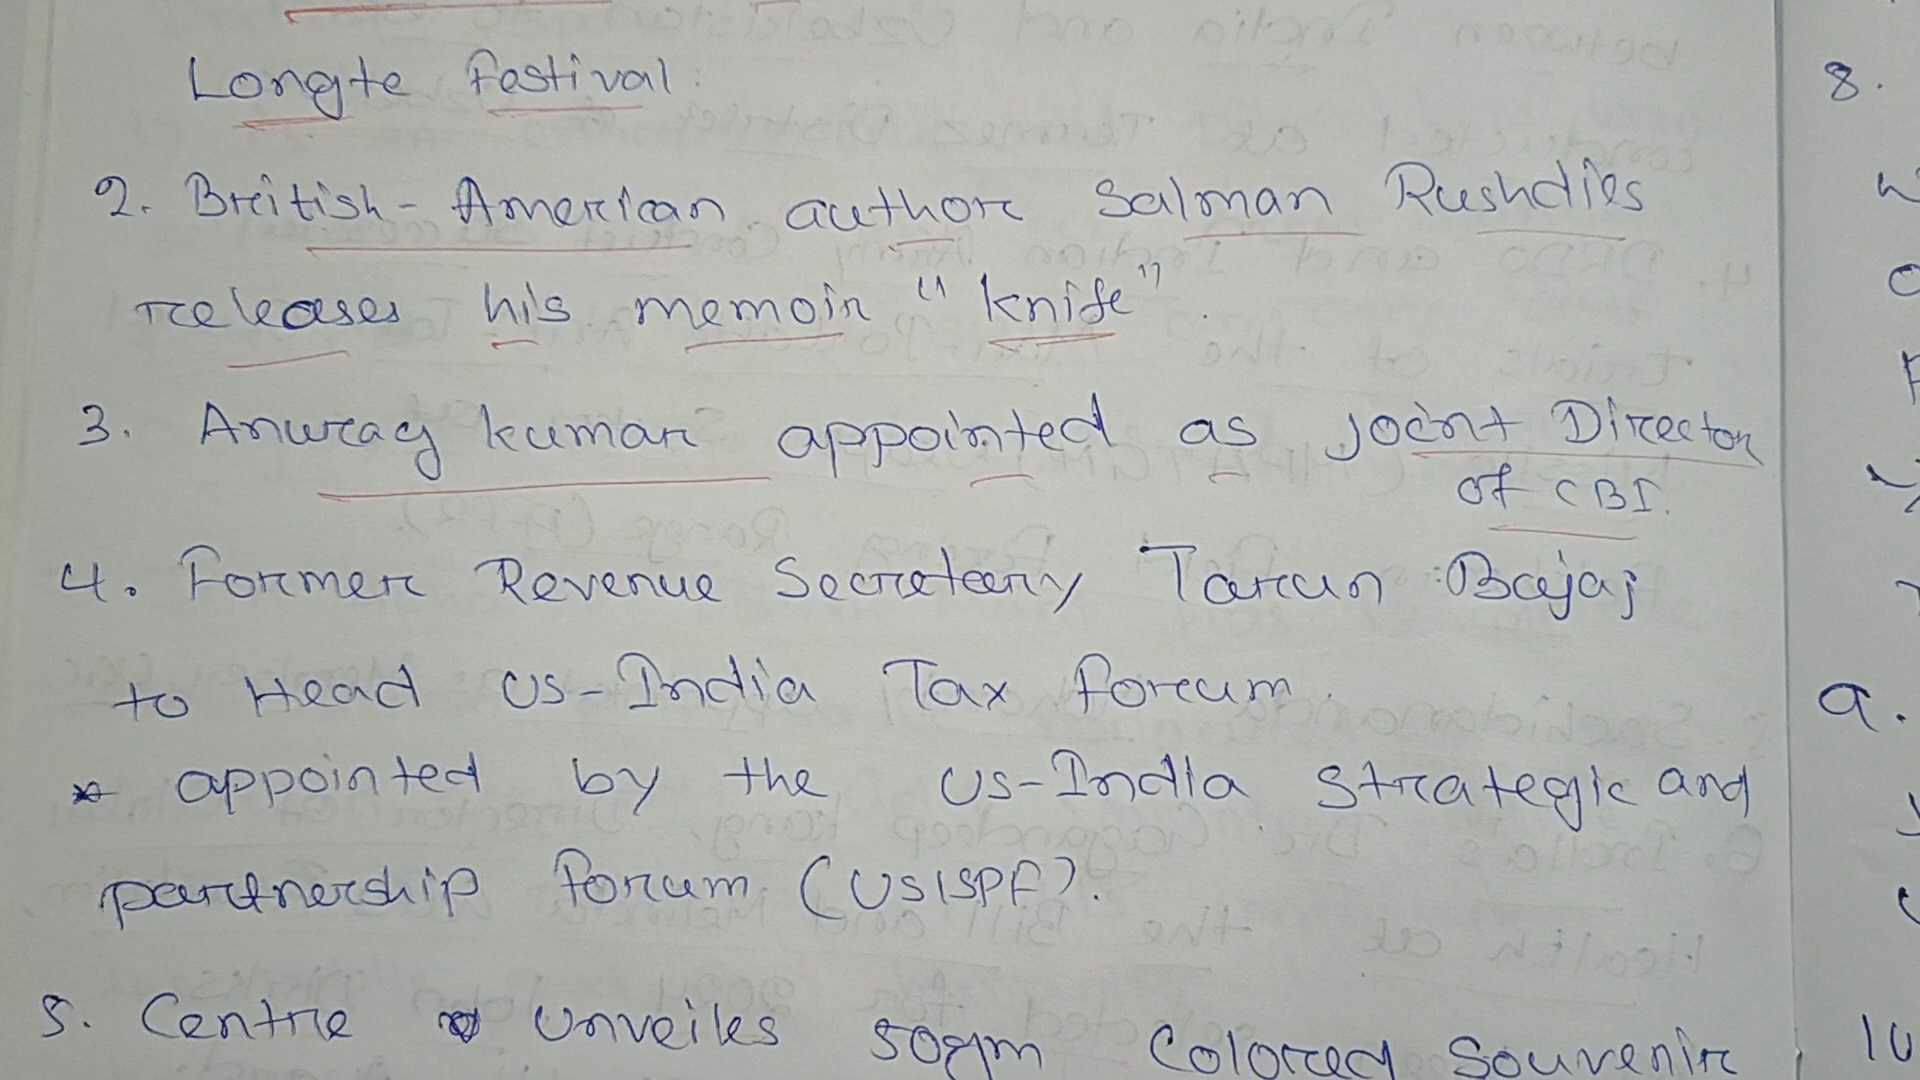 Longte Festival.
2. British-American author Salman Rushdies
releases his memoir "knife".
3. Anurag kumar appointed as joint Director
of CBI.
4. Former Revenue Secretary Tarun Bajaj
to Head US-India Tax forum.
* appointed by the US-India Strategic and
partnership forum (USISPF).
5. Centre unveiles 50gm Colored Souvenir
8.
9.
10